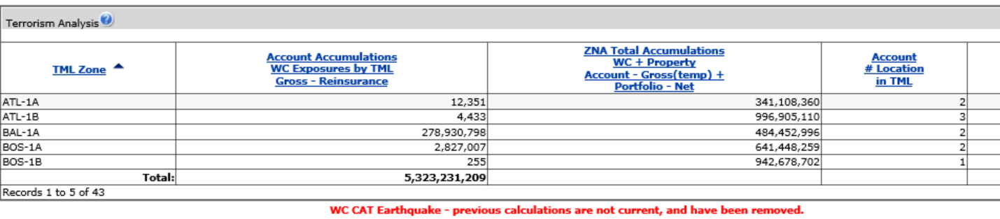 Terrorism Analysis
TML Zone
Account Accumulations
WC Exposures by TML
Gross - Reinsurance
ZNA Total Accumulations
WC + Property
Account - Gross(temp) +
Portfolio - Net
Account
# Location
in TML
ATL-1A 12,351 341,108,360 2
ATL-1B 4,433 996,905,110 3
BAL-1A 278,930,798 484,452,996 2
BOS-1A 2,827,007 641,448,259 2
BOS-1B 255 942,678,702 1
Total: 5,323,231,209
Records 1 to 5 of 43
WC CAT Earthquake - previous calculations are not current, and have been removed.